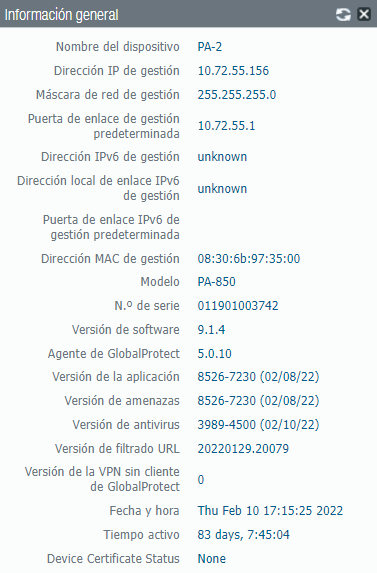 Información general
Nombre del dispositivo PA-2
Dirección IP de gestión 10.72.55.156
Máscara de red de gestión 255.255.255.0
Puerta de enlace de gestión
predeterminada 10.72.55.1
Dirección IPv6 de gestión unknown
Dirección local de enlace IPv6
de gestión unknown
Puerta de enlace IPv6 de
gestión predeterminada
Dirección MAC de gestión 08:30:6b:97:35:00
Modelo PA-850
N.º de serie 011901003742
Versión de software 9.1.4
Agente de GlobalProtect 5.0.10
Versión de la aplicación 8526-7230 (02/08/22)
Versión de amenazas 8526-7230 (02/08/22)
Versión de antivirus 3989-4500 (02/10/22)
Versión de filtrado URL 20220129.20079
Versión de la VPN sin cliente
de GlobalProtect 0
Fecha y hora Thu Feb 10 17:15:25 2022
Tiempo activo 83 days, 7:45:04
Device Certificate Status None